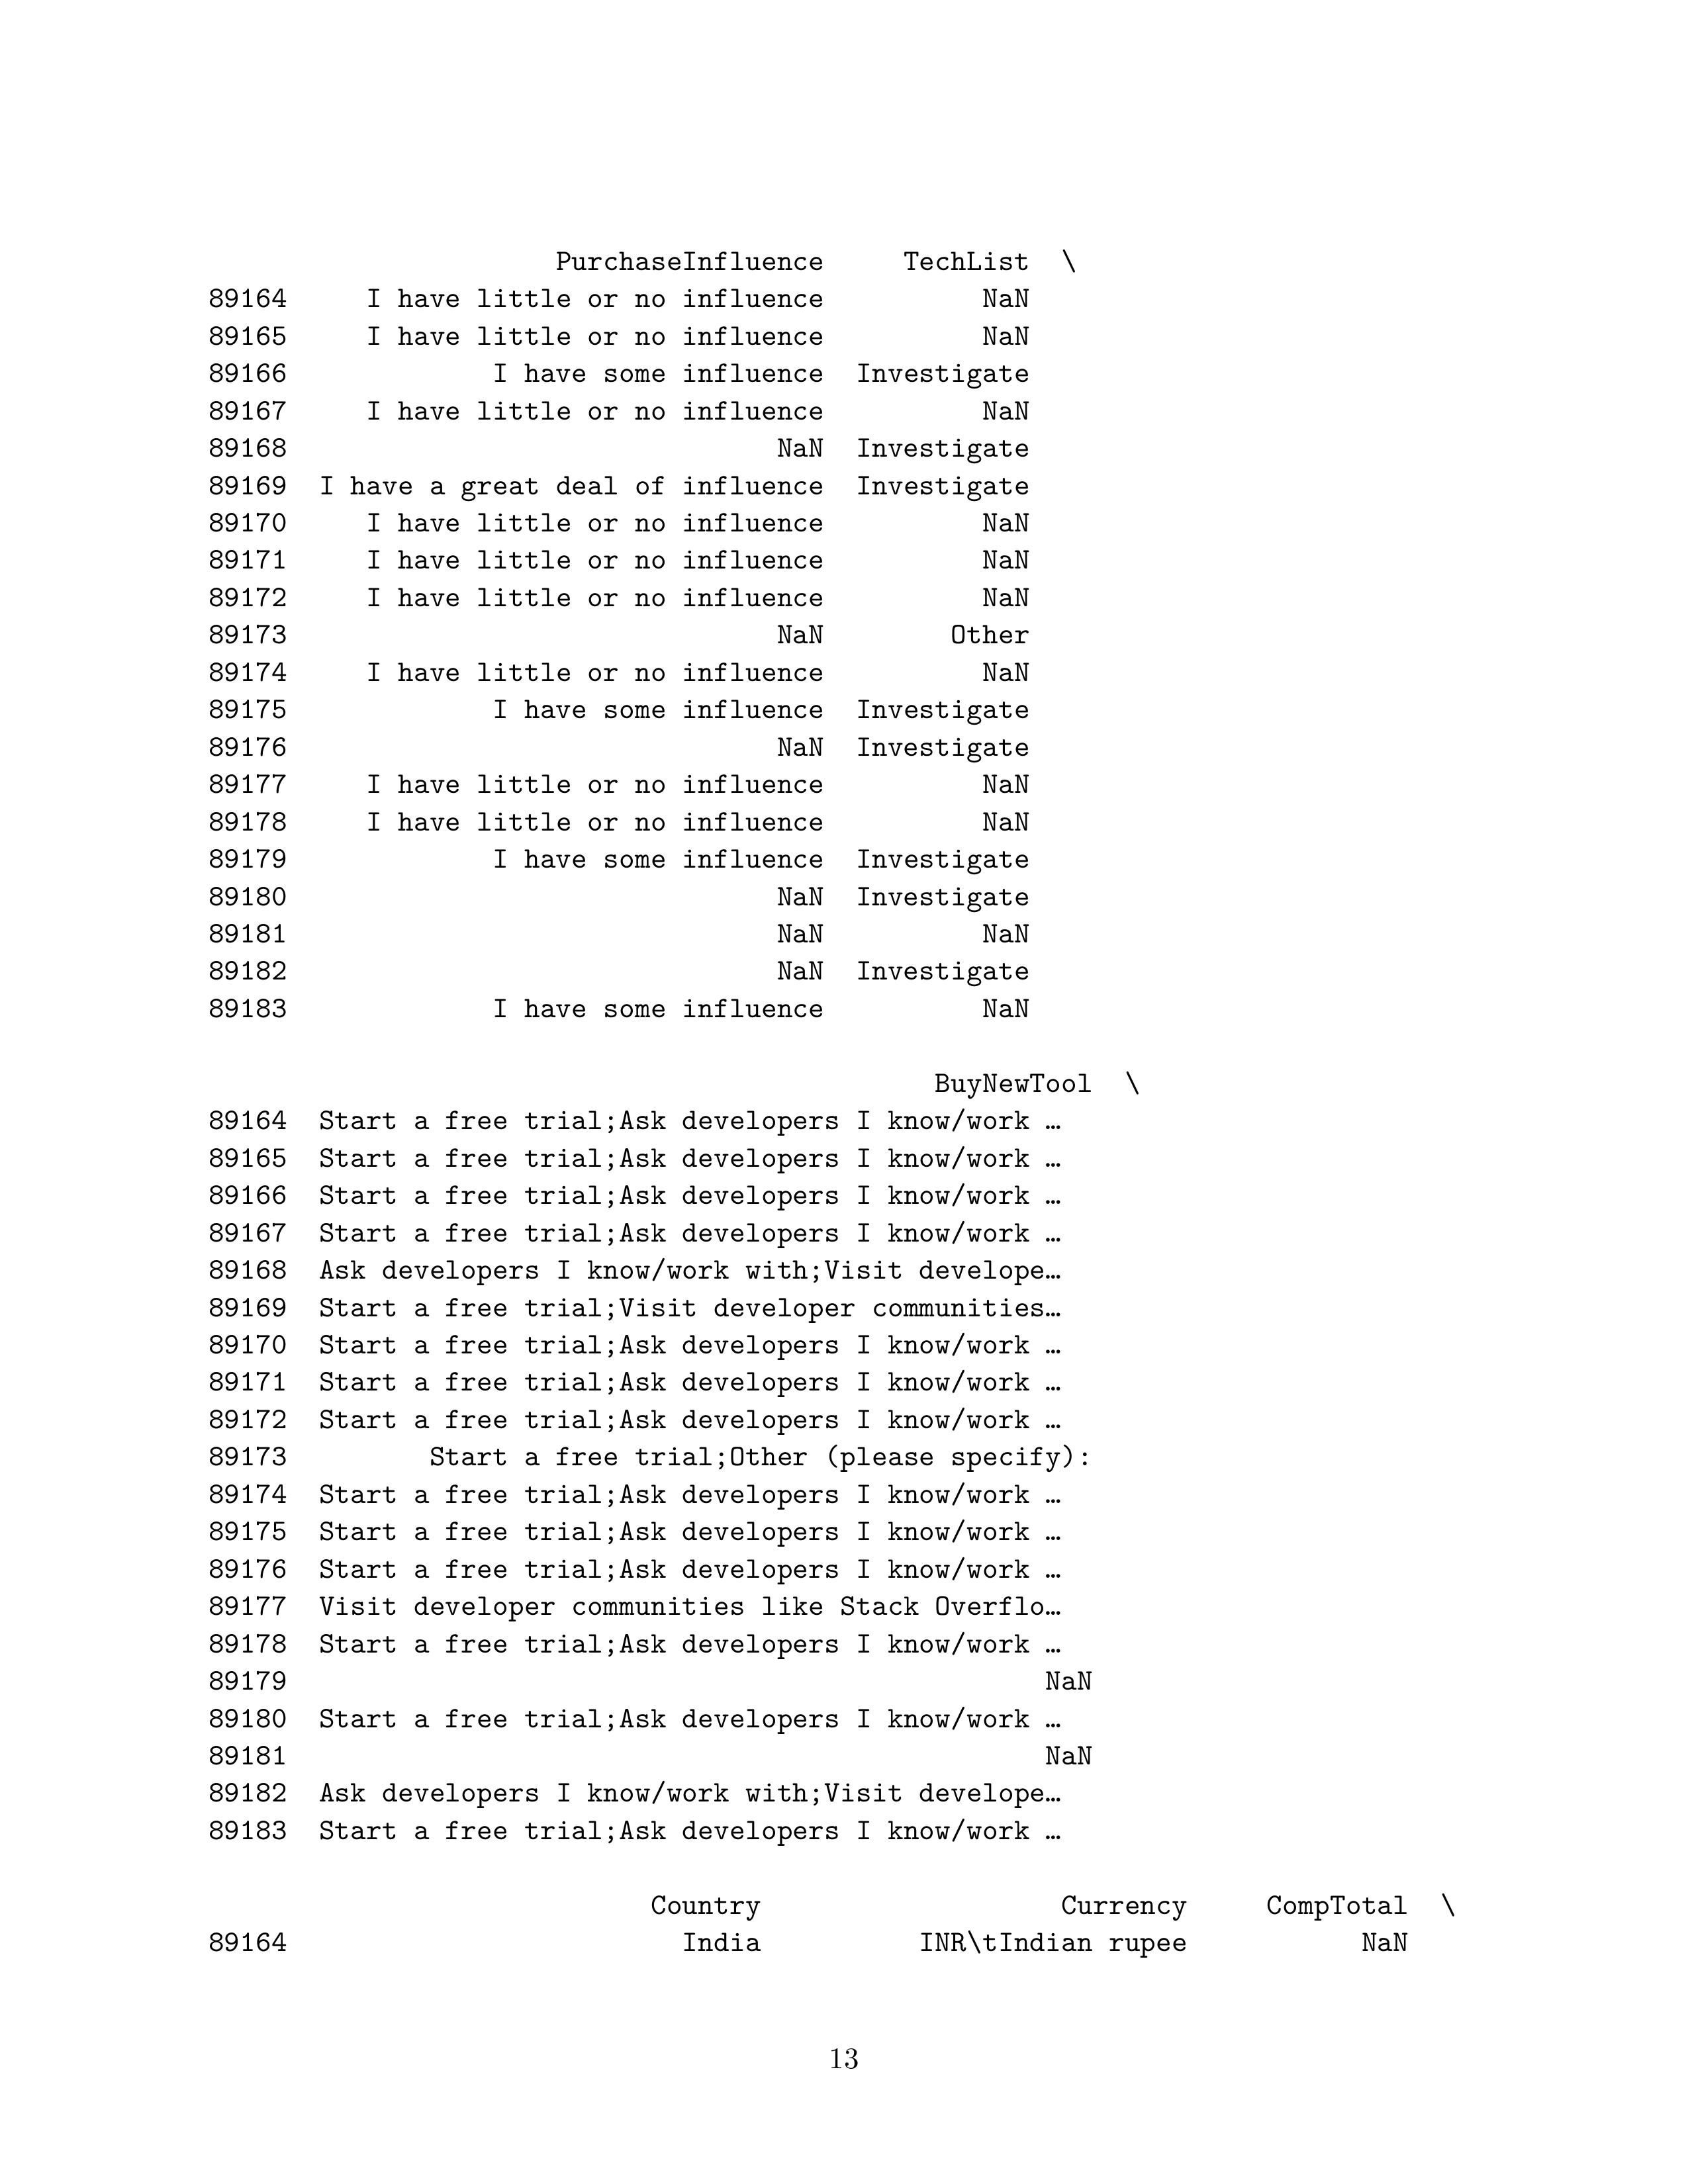 PurchaseInfluence TechList \
89164 I have little or no influence NaN
89165 I have little or no influence NaN
89166 I have some influence Investigate
89167 I have little or no influence NaN
89168 NaN Investigate
89169 I have a great deal of influence Investigate
89170 I have little or no influence NaN
89171 I have little or no influence NaN
89172 I have little or no influence NaN
89173 NaN Other
89174 I have little or no influence NaN
89175 I have some influence Investigate
89176 NaN Investigate
89177 I have little or no influence NaN
89178 I have little or no influence NaN
89179 I have some influence Investigate
89180 NaN Investigate
89181 NaN NaN
89182 NaN Investigate
89183 I have some influence NaN
BuyNewTool \
89164 Start a free trial;Ask developers I know/work …
89165 Start a free trial;Ask developers I know/work …
89166 Start a free trial;Ask developers I know/work …
89167 Start a free trial;Ask developers I know/work …
89168 Ask developers I know/work with;Visit develope…
89169 Start a free trial;Visit developer communities…
89170 Start a free trial;Ask developers I know/work …
89171 Start a free trial;Ask developers I know/work …
89172 Start a free trial;Ask developers I know/work …
89173 Start a free trial;Other (please specify):
89174 Start a free trial;Ask developers I know/work …
89175 Start a free trial;Ask developers I know/work …
89176 Start a free trial;Ask developers I know/work …
89177 Visit developer communities like Stack Overflo…
89178 Start a free trial;Ask developers I know/work …
89179 NaN
89180 Start a free trial;Ask developers I know/work …
89181 NaN
89182 Ask developers I know/work with;Visit develope…
89183 Start a free trial;Ask developers I know/work …
Country Currency CompTotal \
89164 India INR\tIndian rupee NaN
13